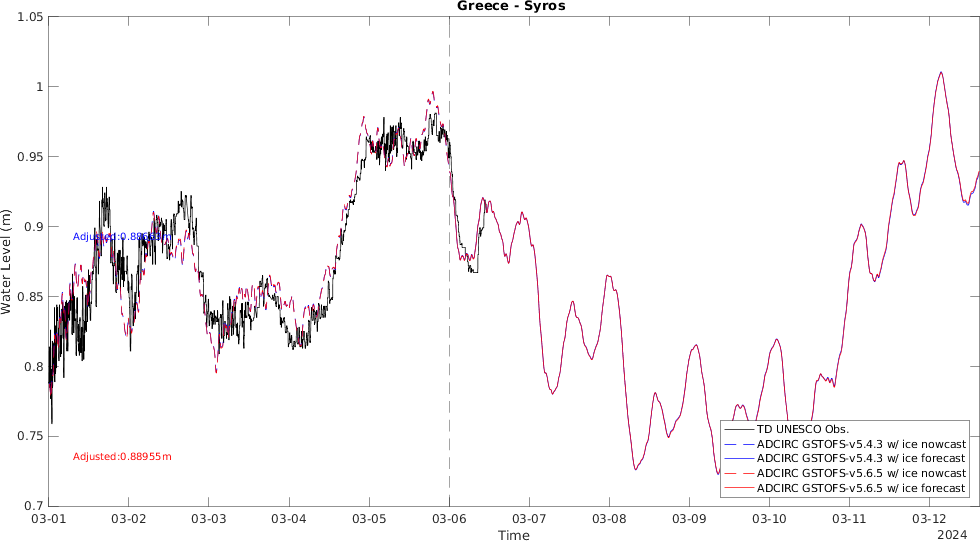 Greece - Syros
1.05
1
0.95
0.9
0.85
0.8
0.75
0.7
Water Level (m)
Adjusted:0.88
Adjusted:0.88955m
TD UNESCO Obs.
ADCIRC GSTOFS-v5.4.3 w/ ice nowcast
ADCIRC GSTOFS-v5.4.3 w/ ice forecast
ADCIRC GSTOFS-v5.6.5 w/ ice nowcast
ADCIRC GSTOFS-v5.6.5 w/ ice forecast
03-01 03-02 03-03 03-04 03-05 03-06 03-07 03-08 03-09 03-10 03-11 03-12
Time
2024